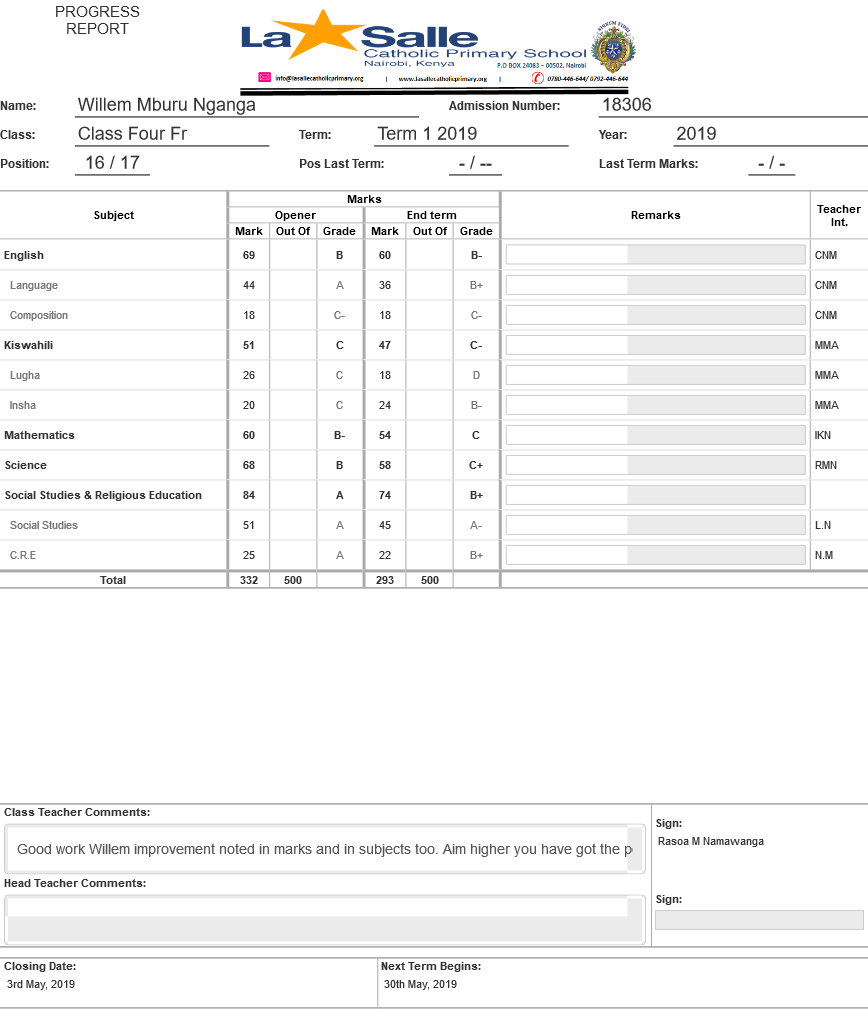 PROGRESS
REPORT
La Salle
Catholic Primary School
Nairobi, Kenya
P.O BOX 24083 – 00502, Nairobi
info@lasallecatholicprimary.org | www.lasallecatholicprimary.org | 0780-446-644/ 0792-446-644
Name: Willem Mburu Nganga Admission Number: 18306
Class: Class Four Fr Term: Term 1 2019 Year: 2019
Position: 16 / 17 Pos Last Term: - / -- Last Term Marks: - / -
Marks
Subject Opener End term Remarks Teacher Int.
Mark Out Of Grade Mark Out Of Grade
English 69 B 60 B- CNM
Language 44 A 36 B+ CNM
Composition 18 C- 18 C- CNM
Kiswahili 51 C 47 C- MMA
Lugha 26 C 18 D MMA
Insha 20 C 24 B- MMA
Mathematics 60 B- 54 C IKN
Science 68 B 58 C+ RMN
Social Studies & Religious Education 84 A 74 B+
Social Studies 51 A 45 A- L.N
C.R.E 25 A 22 B+ N.M
Total 332 500 293 500
Class Teacher Comments:
Sign:
Good work Willem improvement noted in marks and in subjects too. Aim higher you have got the p
Rasoa M Namawanga
Head Teacher Comments:
Sign:
Closing Date: Next Term Begins:
3rd May, 2019 30th May, 2019